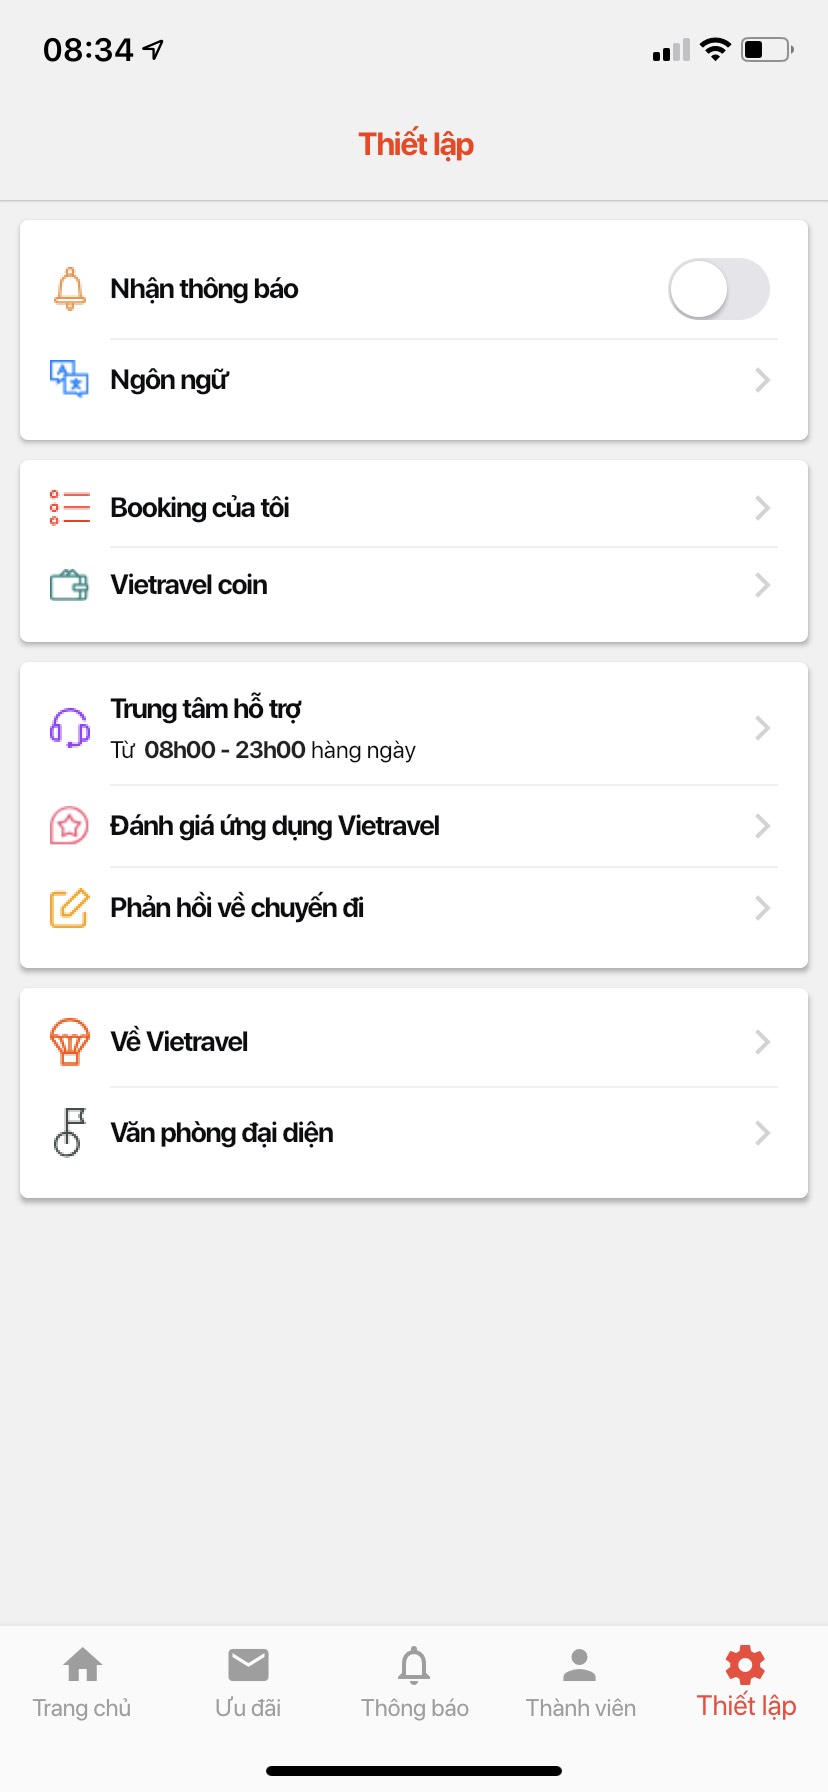 08:34
Thiết lập
Nhận thông báo
Ngôn ngữ
Booking của tôi
Vietravel coin
Trung tâm hỗ trợ
Từ 08h00 - 23h00 hàng ngày
Đánh giá ứng dụng Vietravel
Phản hồi về chuyến đi
Về Vietravel
Văn phòng đại diện
Trang chủ
Ưu đãi
Thông báo
Thành viên
Thiết lập